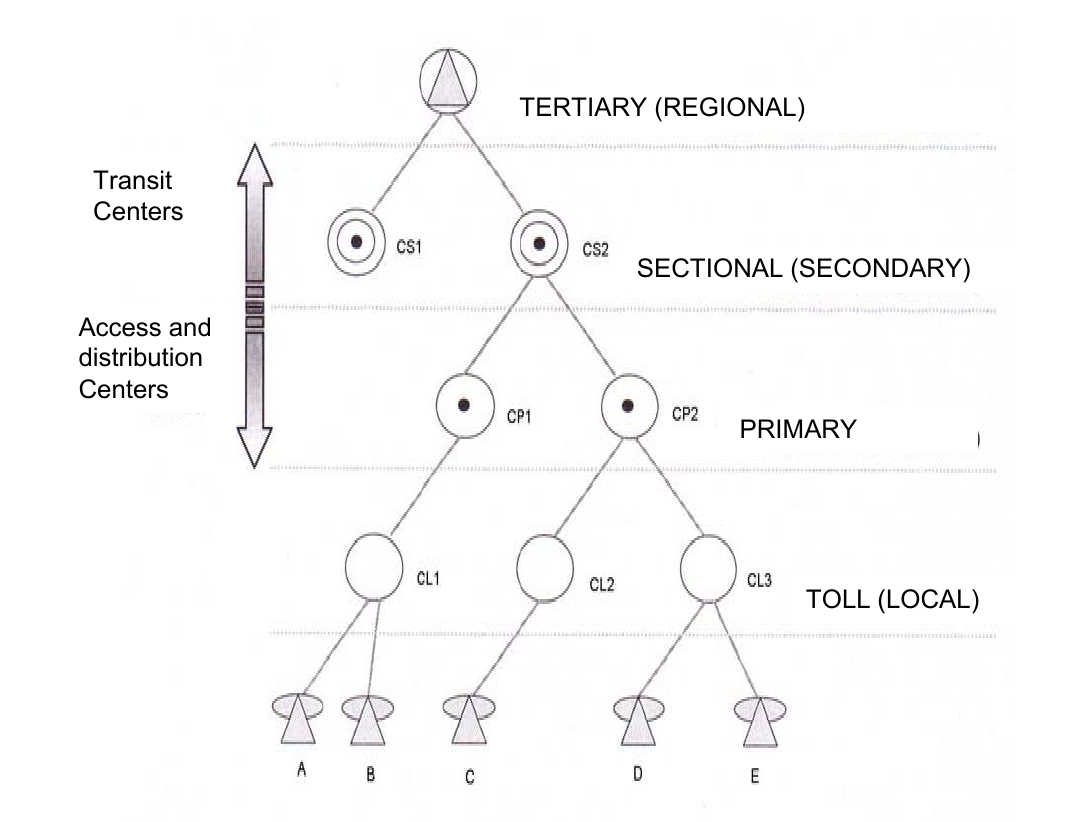 TERTIARY (REGIONAL)
Transit
Centers
CS1
CS2
SECTIONAL (SECONDARY)
Access and
distribution
Centers
CP1
CP2
PRIMARY
)
CL1
CL2
CL3
TOLL (LOCAL)
A
B
C
D
E